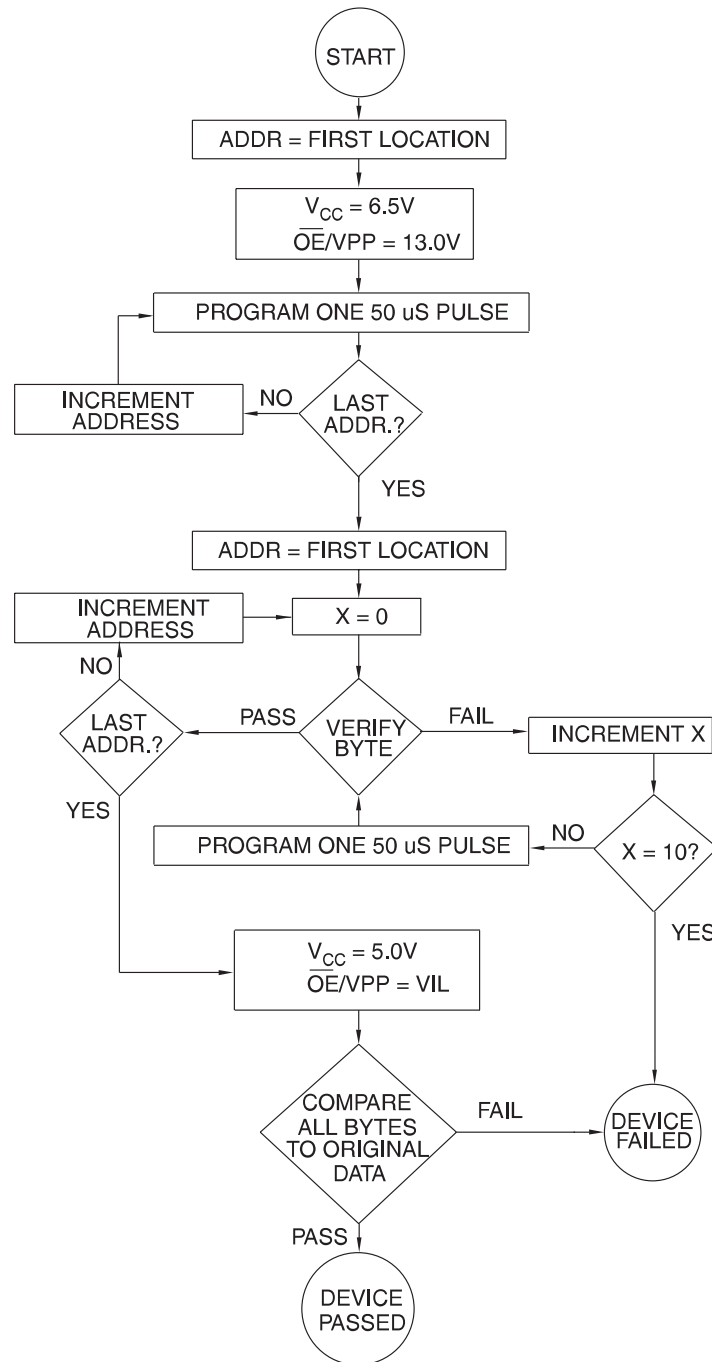 START
ADDR = FIRST LOCATION
VCC = 6.5V
O̅E̅/VPP = 13.0V
PROGRAM ONE 50 uS PULSE
INCREMENT
ADDRESS
NO
LAST
ADDR.?
YES
ADDR = FIRST LOCATION
INCREMENT
ADDRESS
X = 0
NO
LAST
ADDR.?
PASS
VERIFY
BYTE
FAIL
INCREMENT X
YES
PROGRAM ONE 50 uS PULSE
NO
X = 10?
YES
VCC = 5.0V
O̅E̅/VPP = VIL
COMPARE
ALL BYTES
TO ORIGINAL
DATA
FAIL
DEVICE
FAILED
PASS
DEVICE
PASSED